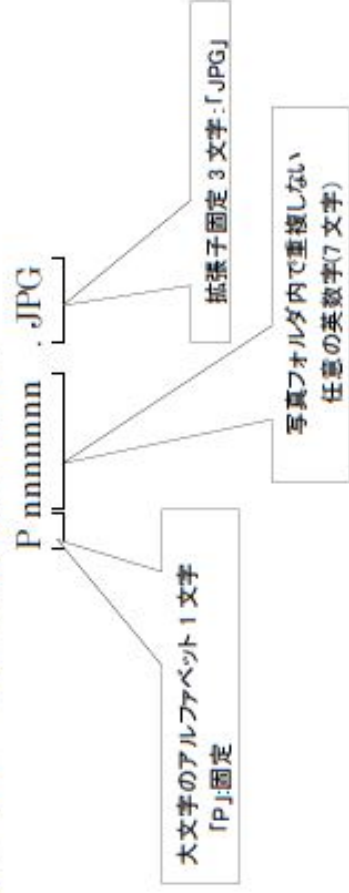 P nnnnnnn . JPG
大文字のアルファベット 1 文字
「P」:固定
写真フォルダ内で重複しない
任意の英数字(7 文字)
拡張子固定 3 文字:「JPG」